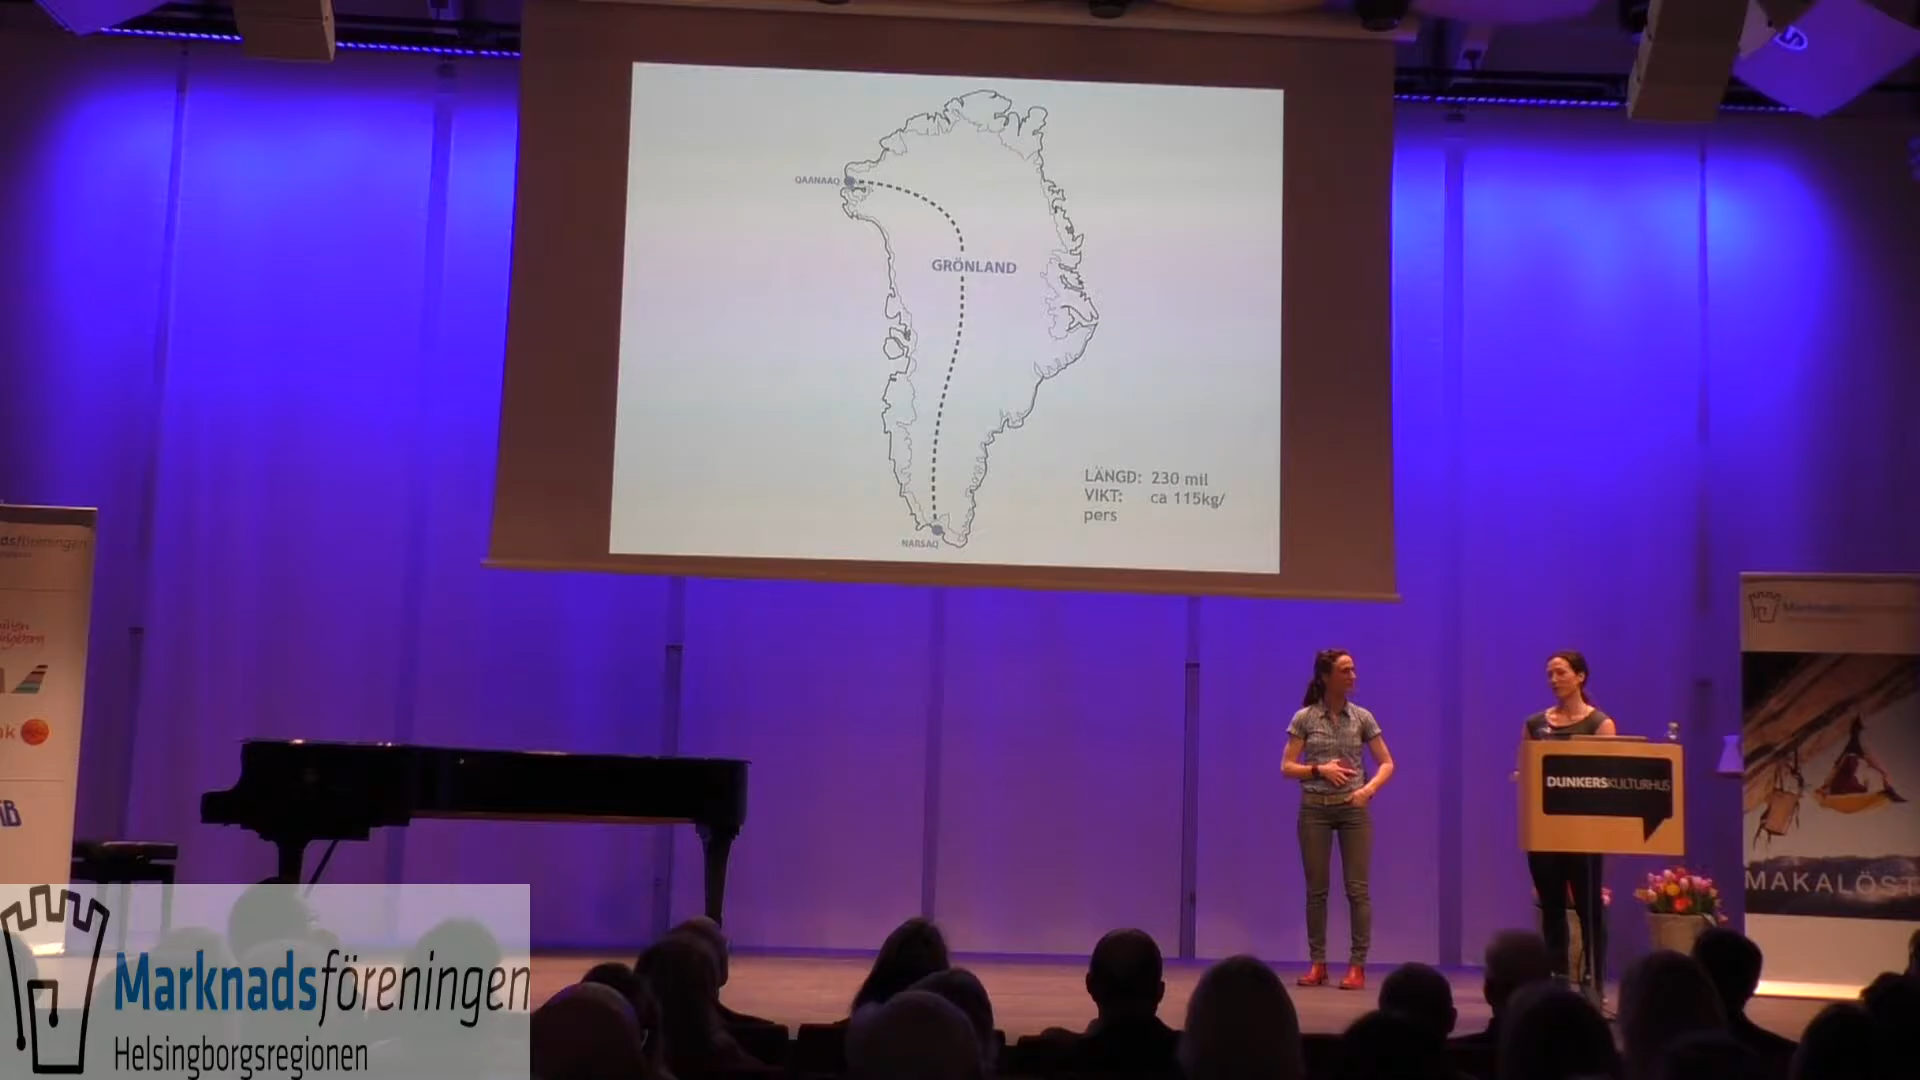 QAANAAQ
GRÖNLAND
LÄNGD: 230 mil
VIKT: ca 115kg/
pers
NARSAQ
DUNKERSKULTURHUS
MAKALÖST
Marknadsföreningen
Helsingborgsregionen